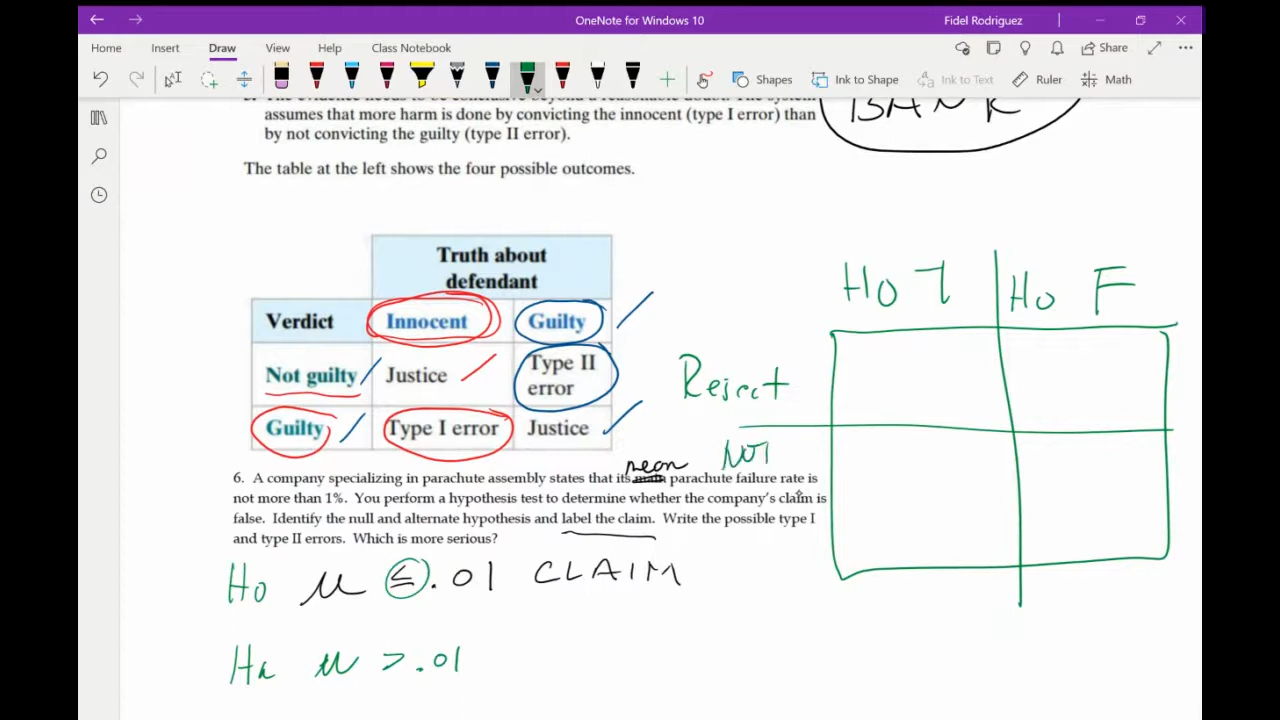 OneNote for Windows 10
Fidel Rodriguez
Home Insert Draw View Help Class Notebook
Share
Shapes Ink to Shape Ink to Text Ruler Math
assumes that more harm is done by convicting the innocent (type I error) than
by not convicting the guilty (type II error).
BANK
The table at the left shows the four possible outcomes.
Truth about
defendant
Verdict Innocent Guilty
Not guilty Justice Type II error
Guilty Type I error Justice
Ho T Ho F
Reject
NOT
mean
6. A company specializing in parachute assembly states that its main parachute failure rate is
not more than 1%. You perform a hypothesis test to determine whether the company's claim is
false. Identify the null and alternate hypothesis and label the claim. Write the possible type I
and type II errors. Which is more serious?
Ho μ ≤ .01 CLAIM
Ha μ > .01